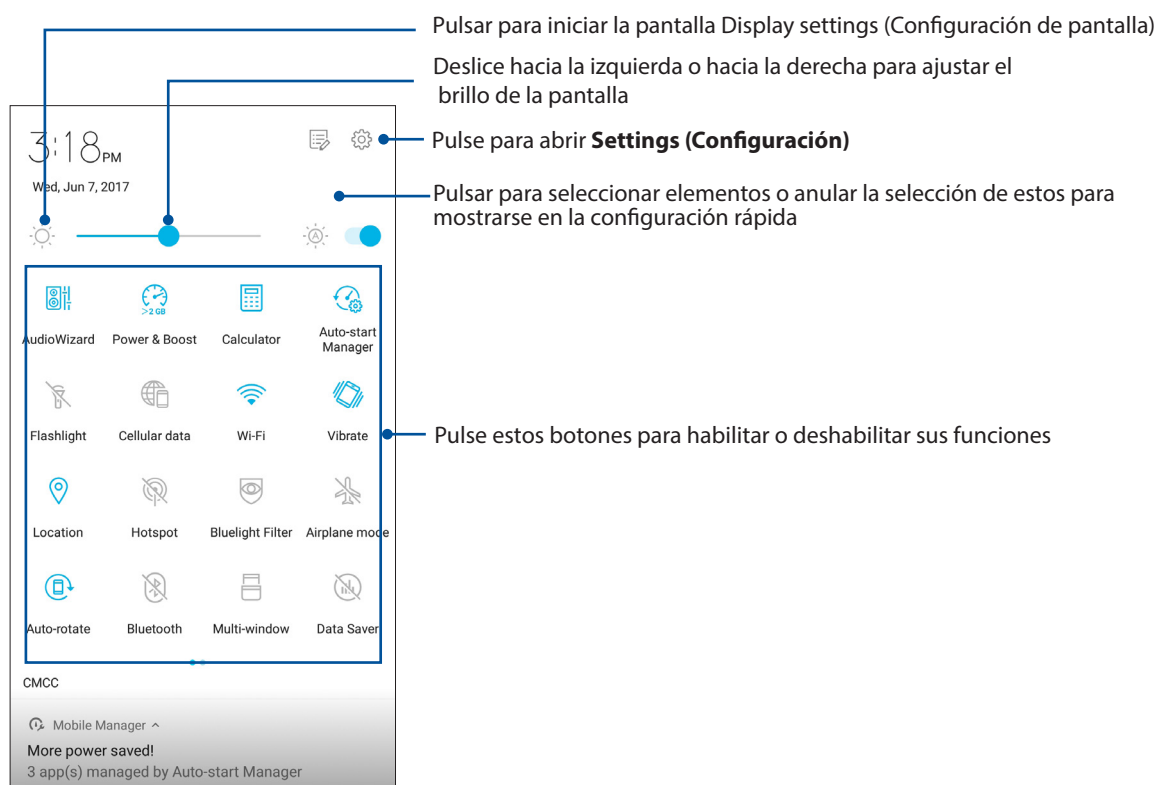 Pulsar para iniciar la pantalla Display settings (Configuración de pantalla)
Deslice hacia la izquierda o hacia la derecha para ajustar el
brillo de la pantalla
Pulse para abrir Settings (Configuración)
Pulsar para seleccionar elementos o anular la selección de estos para
mostrarse en la configuración rápida
3:18 PM
Wed, Jun 7, 2017
A
>2 GB
AudioWizard Power & Boost Calculator Auto-start
Manager
Flashlight Cellular data Wi-Fi Vibrate
Pulse estos botones para habilitar o deshabilitar sus funciones
Location Hotspot Bluelight Filter Airplane mode
Auto-rotate Bluetooth Multi-window Data Saver
CMCC
Mobile Manager
More power saved!
3 app(s) managed by Auto-start Manager